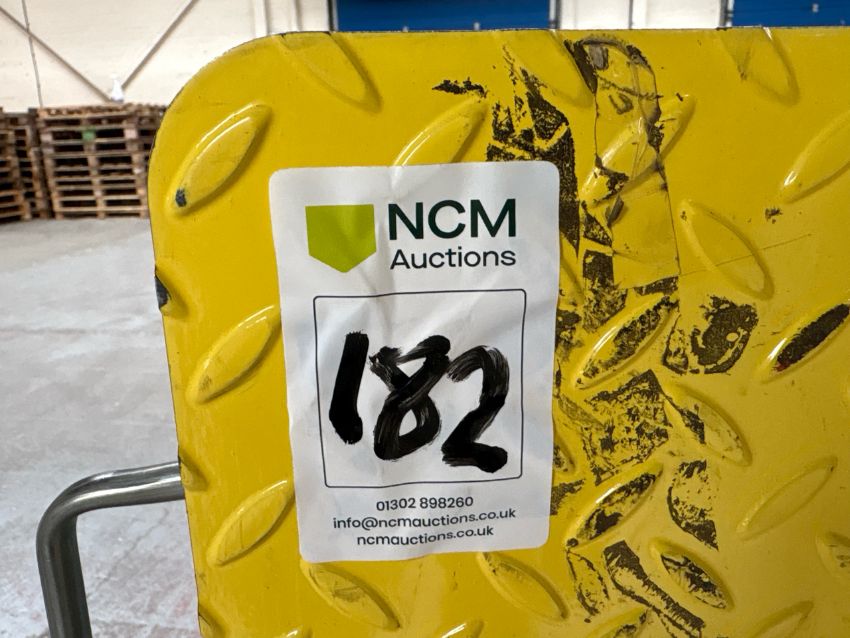 NCM
Auctions
182
01302 898260
info@ncmauctions.co.uk
ncmauctions.co.uk